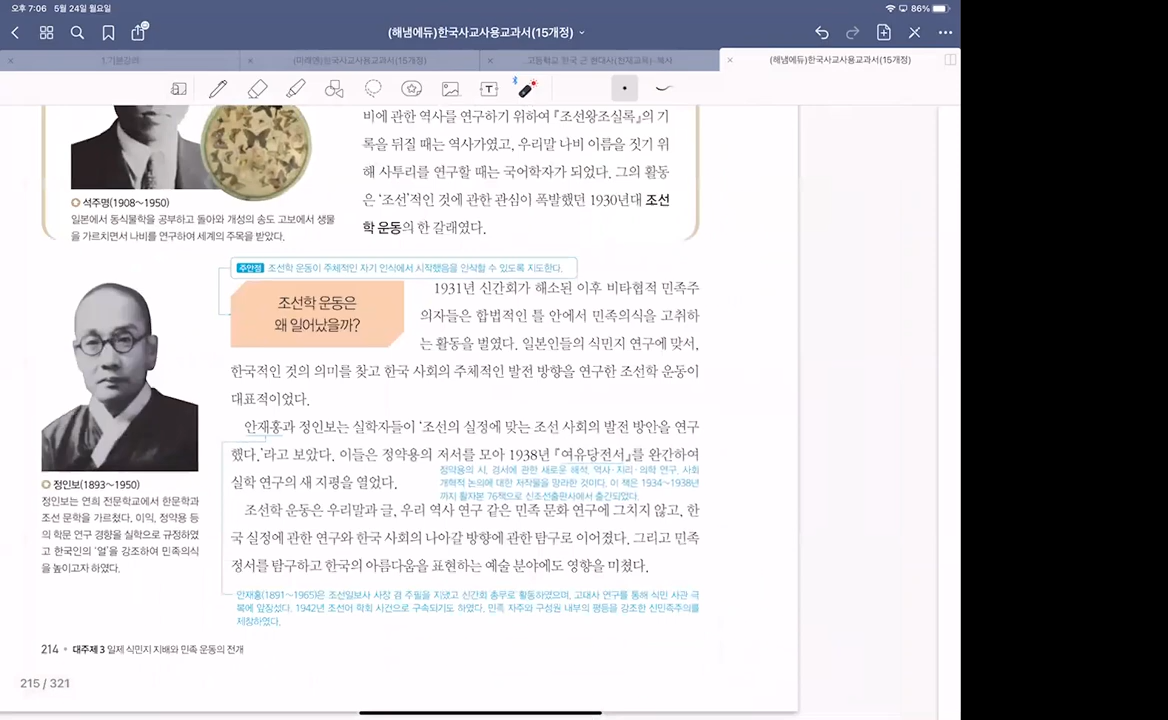 오후 7:06 5월 24일 월요일
86%
(해냄에듀)한국사교사용교과서(15개정)
1.기본강의
(미래엔)한국사교사용교과서(15개정)
고등학교 한국 근 현대사(천재교육)-복사
(해냄에듀)한국사교사용교과서(15개정)
비에 관한 역사를 연구하기 위하여 『조선왕조실록』의 기
록을 뒤질 때는 역사가였고, 우리말 나비 이름을 짓기 위
해 사투리를 연구할 때는 국어학자가 되었다. 그의 활동
은 ‘조선’적인 것에 관한 관심이 폭발했던 1930년대 조선
학 운동의 한 갈래였다.
석주명(1908～1950)
일본에서 동식물학을 공부하고 돌아와 개성의 송도 고보에서 생물
을 가르치면서 나비를 연구하여 세계의 주목을 받았다.
주안점 조선학 운동이 주체적인 자기 인식에서 시작했음을 인식할 수 있도록 지도한다.
조선학 운동은
왜 일어났을까?
1931년 신간회가 해소된 이후 비타협적 민족주
의자들은 합법적인 틀 안에서 민족의식을 고취하
는 활동을 벌였다. 일본인들의 식민지 연구에 맞서,
한국적인 것의 의미를 찾고 한국 사회의 주체적인 발전 방향을 연구한 조선학 운동이
대표적이었다.
안재홍과 정인보는 실학자들이 ‘조선의 실정에 맞는 조선 사회의 발전 방안을 연구
했다.’라고 보았다. 이들은 정약용의 저서를 모아 1938년 『여유당전서』를 완간하여
실학 연구의 새 지평을 열었다.
정약용의 시, 경서에 관한 새로운 해석, 역사·지리·의학 연구, 사회
개혁적 논의에 대한 저작물을 망라한 것이다. 이 책은 1934～1938년
까지 활자본 76책으로 신조선출판사에서 출간되었다.
조선학 운동은 우리말과 글, 우리 역사 연구 같은 민족 문화 연구에 그치지 않고, 한
국 실정에 관한 연구와 한국 사회의 나아갈 방향에 관한 탐구로 이어졌다. 그리고 민족
정서를 탐구하고 한국의 아름다움을 표현하는 예술 분야에도 영향을 미쳤다.
정인보(1893～1950)
정인보는 연희 전문학교에서 한문학과
조선 문학을 가르쳤다. 이익, 정약용 등
의 학문 연구 경향을 실학으로 규정하였
고 한국인의 ‘얼’을 강조하여 민족의식
을 높이고자 하였다.
안재홍(1891～1965)은 조선일보사 사장 겸 주필을 지냈고 신간회 총무로 활동하였으며, 고대사 연구를 통해 식민 사관 극
복에 앞장섰다. 1942년 조선어 학회 사건으로 구속되기도 하였다. 민족 자주와 구성원 내부의 평등을 강조한 신민족주의를
제창하였다.
214 • 대주제 3 일제 식민지 지배와 민족 운동의 전개
215 / 321